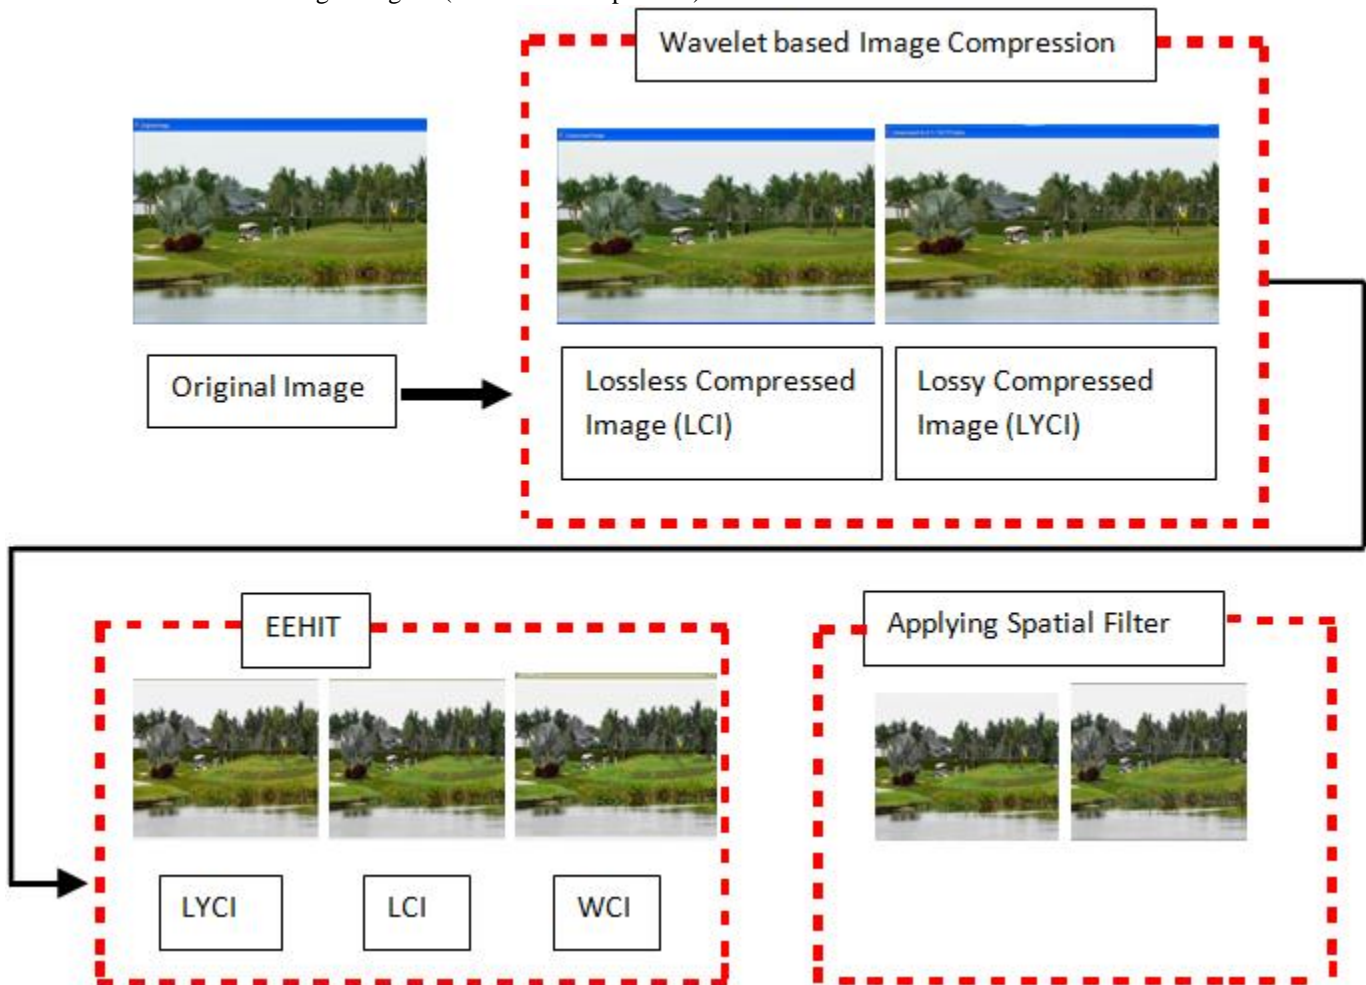 Wavelet based Image Compression
Original Image
Lossless Compressed
Image (LCI)
Lossy Compressed
Image (LYCI)
EEHIT
Applying Spatial Filter
LYCI
LCI
WCI